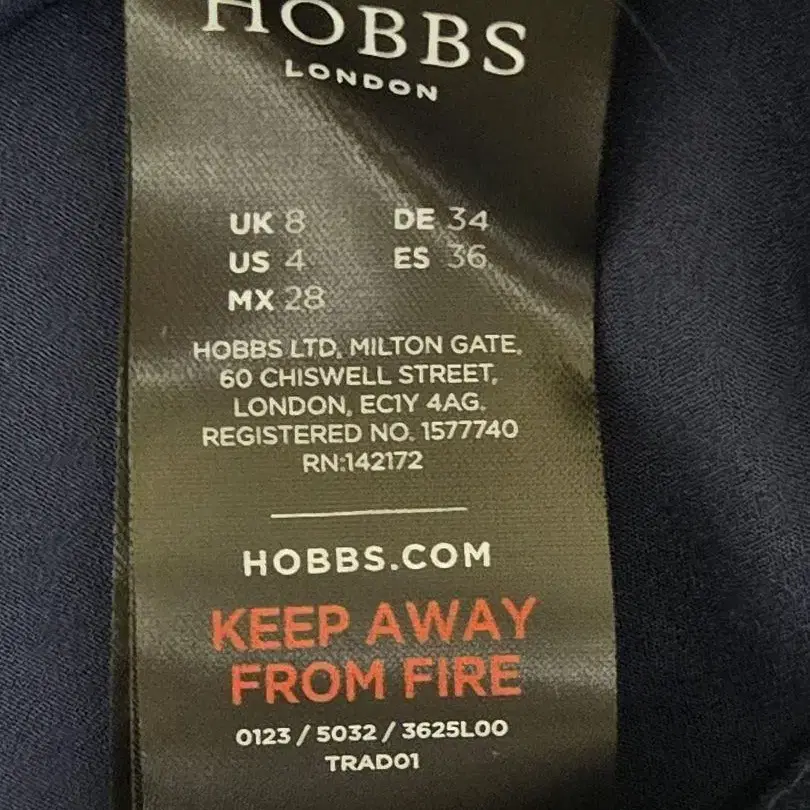 HOBBS
LONDON
UK 8 DE 34
US 4 ES 36
MX 28
HOBBS LTD, MILTON GATE,
60 CHISWELL STREET,
LONDON, EC1Y 4AG.
REGISTERED NO. 1577740
RN:142172
HOBBS.COM
KEEP AWAY
FROM FIRE
0123 / 5032 / 3625L00
TRAD01